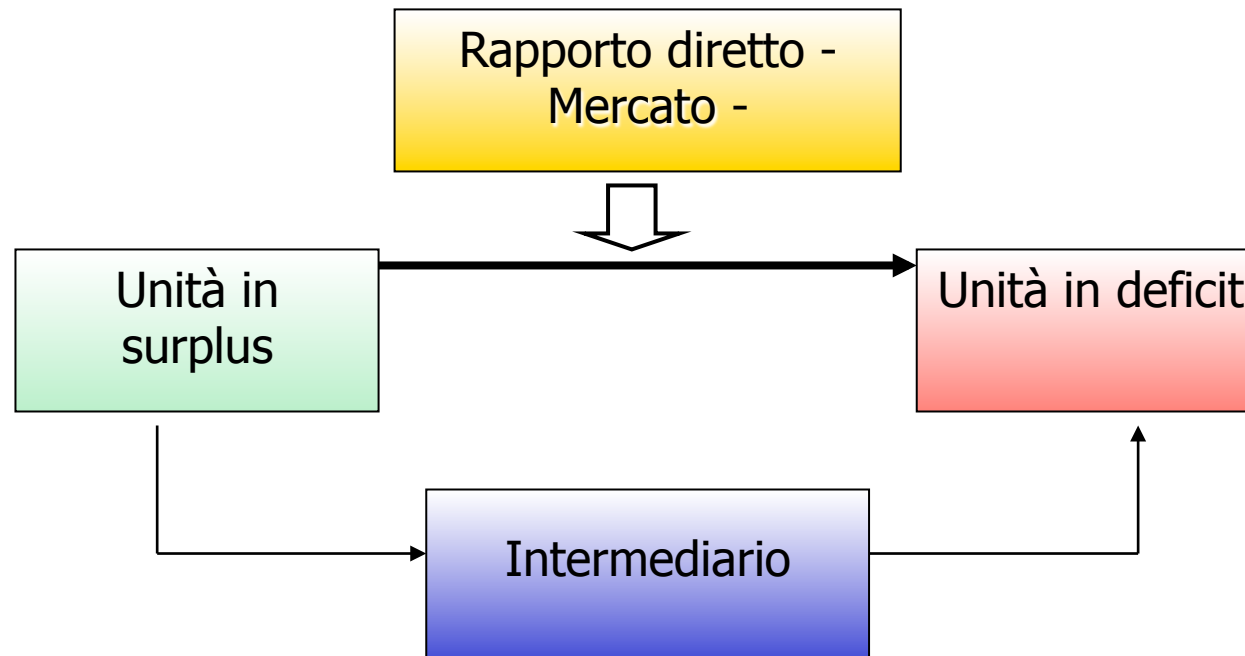 Rapporto diretto -
Mercato -
Unità in
surplus
Unità in deficit
Intermediario